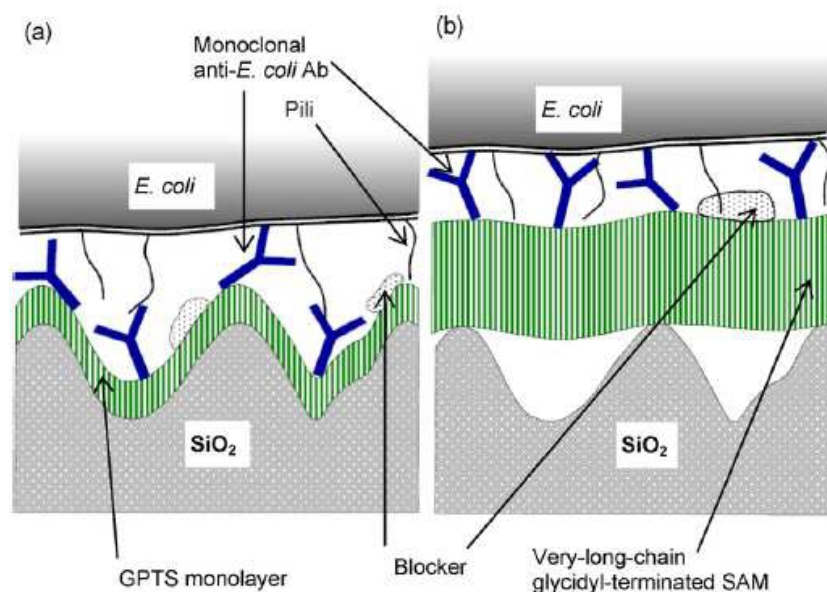 (a)
Monoclonal
anti-E. coli Ab
Pili
E. coli
SiO₂
GPTS monolayer
(b)
E. coli
SiO₂
Blocker
Very-long-chain
glycidyl-terminated SAM